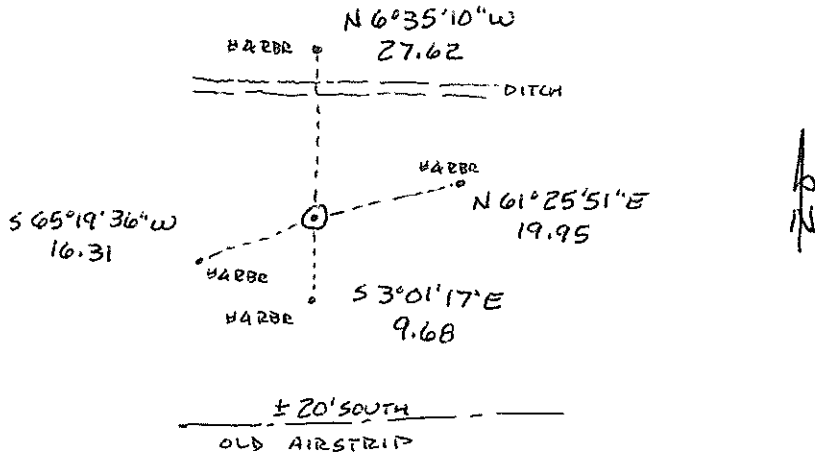 N 6°35'10"W
#4 RBR
27.62
DITCH
#4 RBR
N 61°25'51"E
19.95
S 65°19'36"W
16.31
#4 RBR
#4 RBR
S 3°01'17"E
9.68
N
± 20' SOUTH
OLD AIRSTRIP